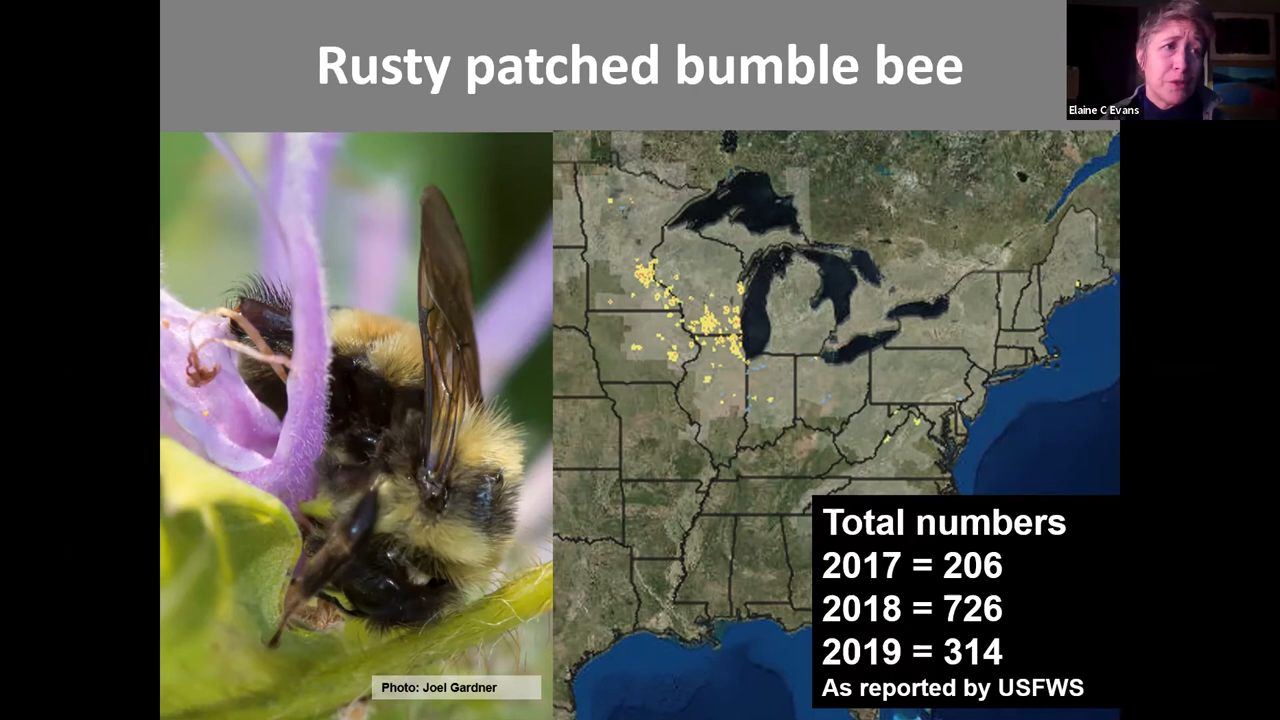 Rusty patched bumble bee
Elaine C Evans
Photo: Joel Gardner
Total numbers
2017 = 206
2018 = 726
2019 = 314
As reported by USFWS